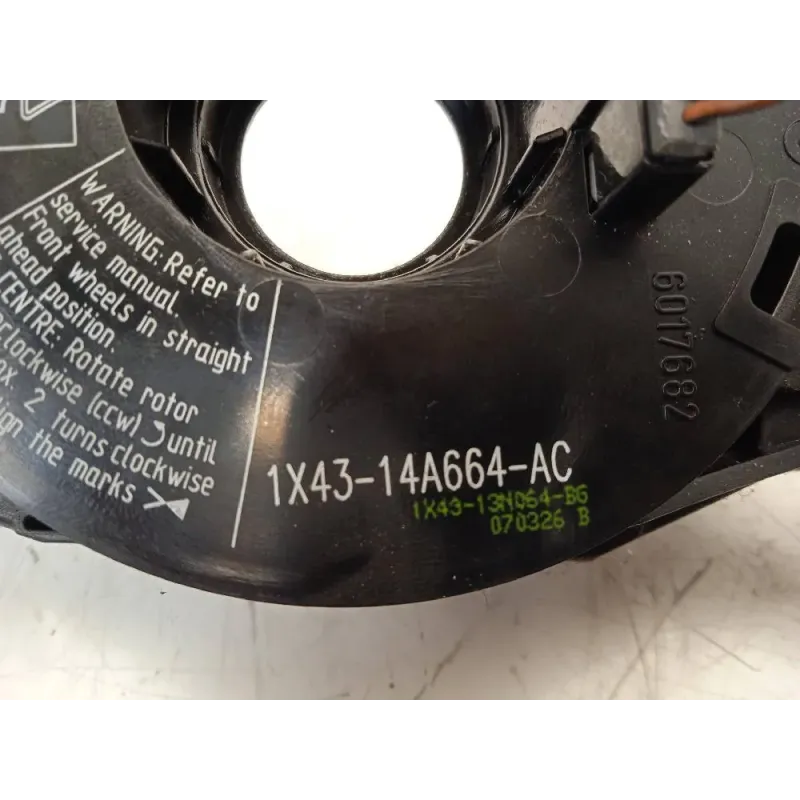 WARNING: Refer to
service manual.
Front wheels in straight
ahead position.
CENTRE: Rotate rotor
clockwise (ccw) until
2 turns clockwise
the marks
1X43-14A664-AC
1X43-13N064-BG
070326 B
6017682